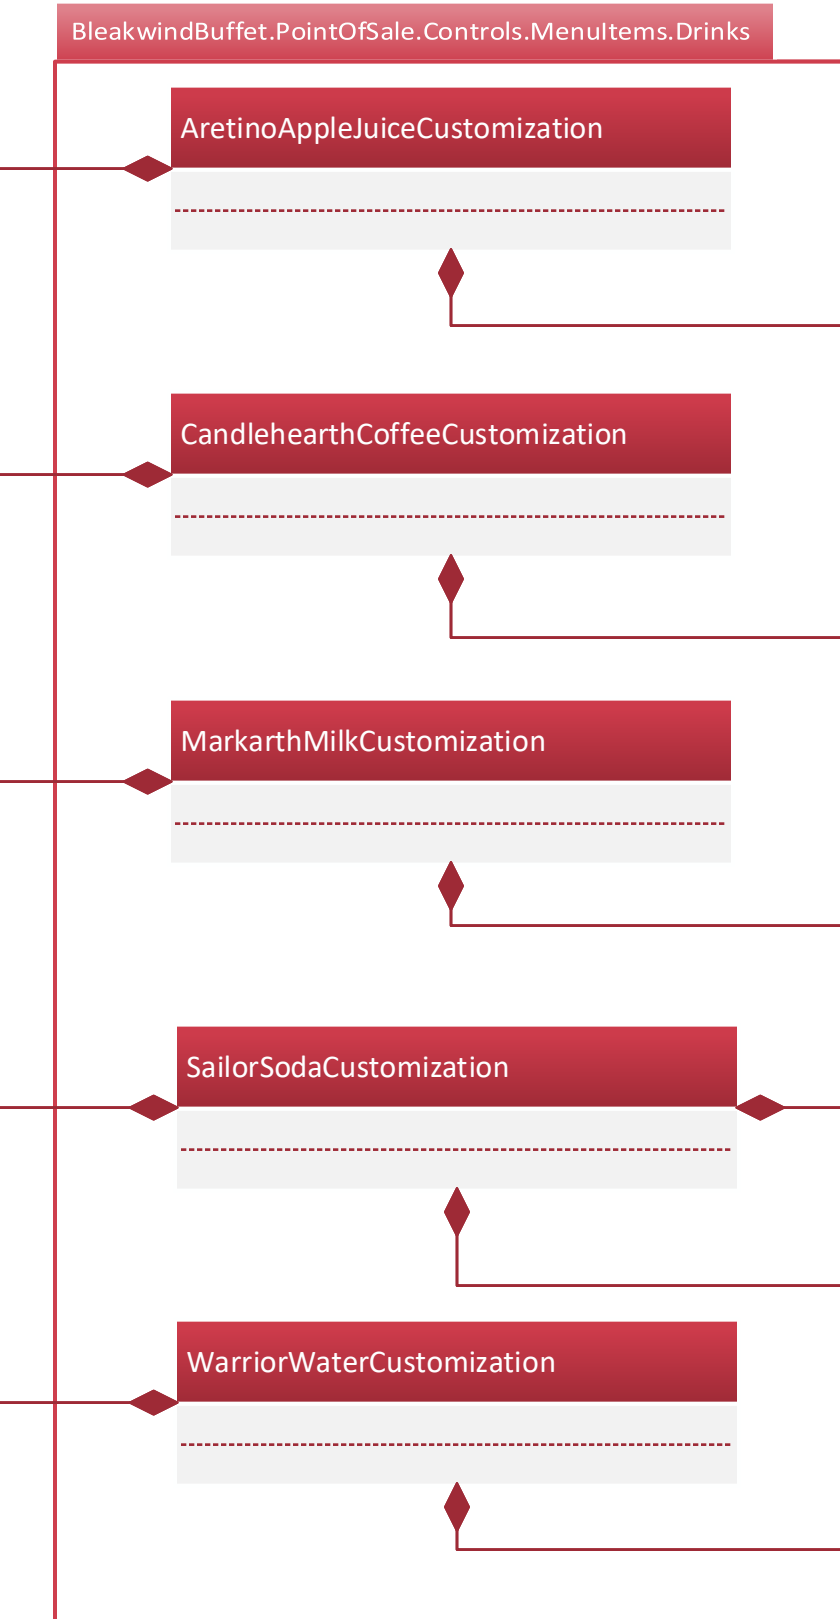 BleakwindBuffet.PointOfSale.Controls.MenuItems.Drinks
AretinoAppleJuiceCustomization
CandlehearthCoffeeCustomization
MarkarthMilkCustomization
SailorSodaCustomization
WarriorWaterCustomization